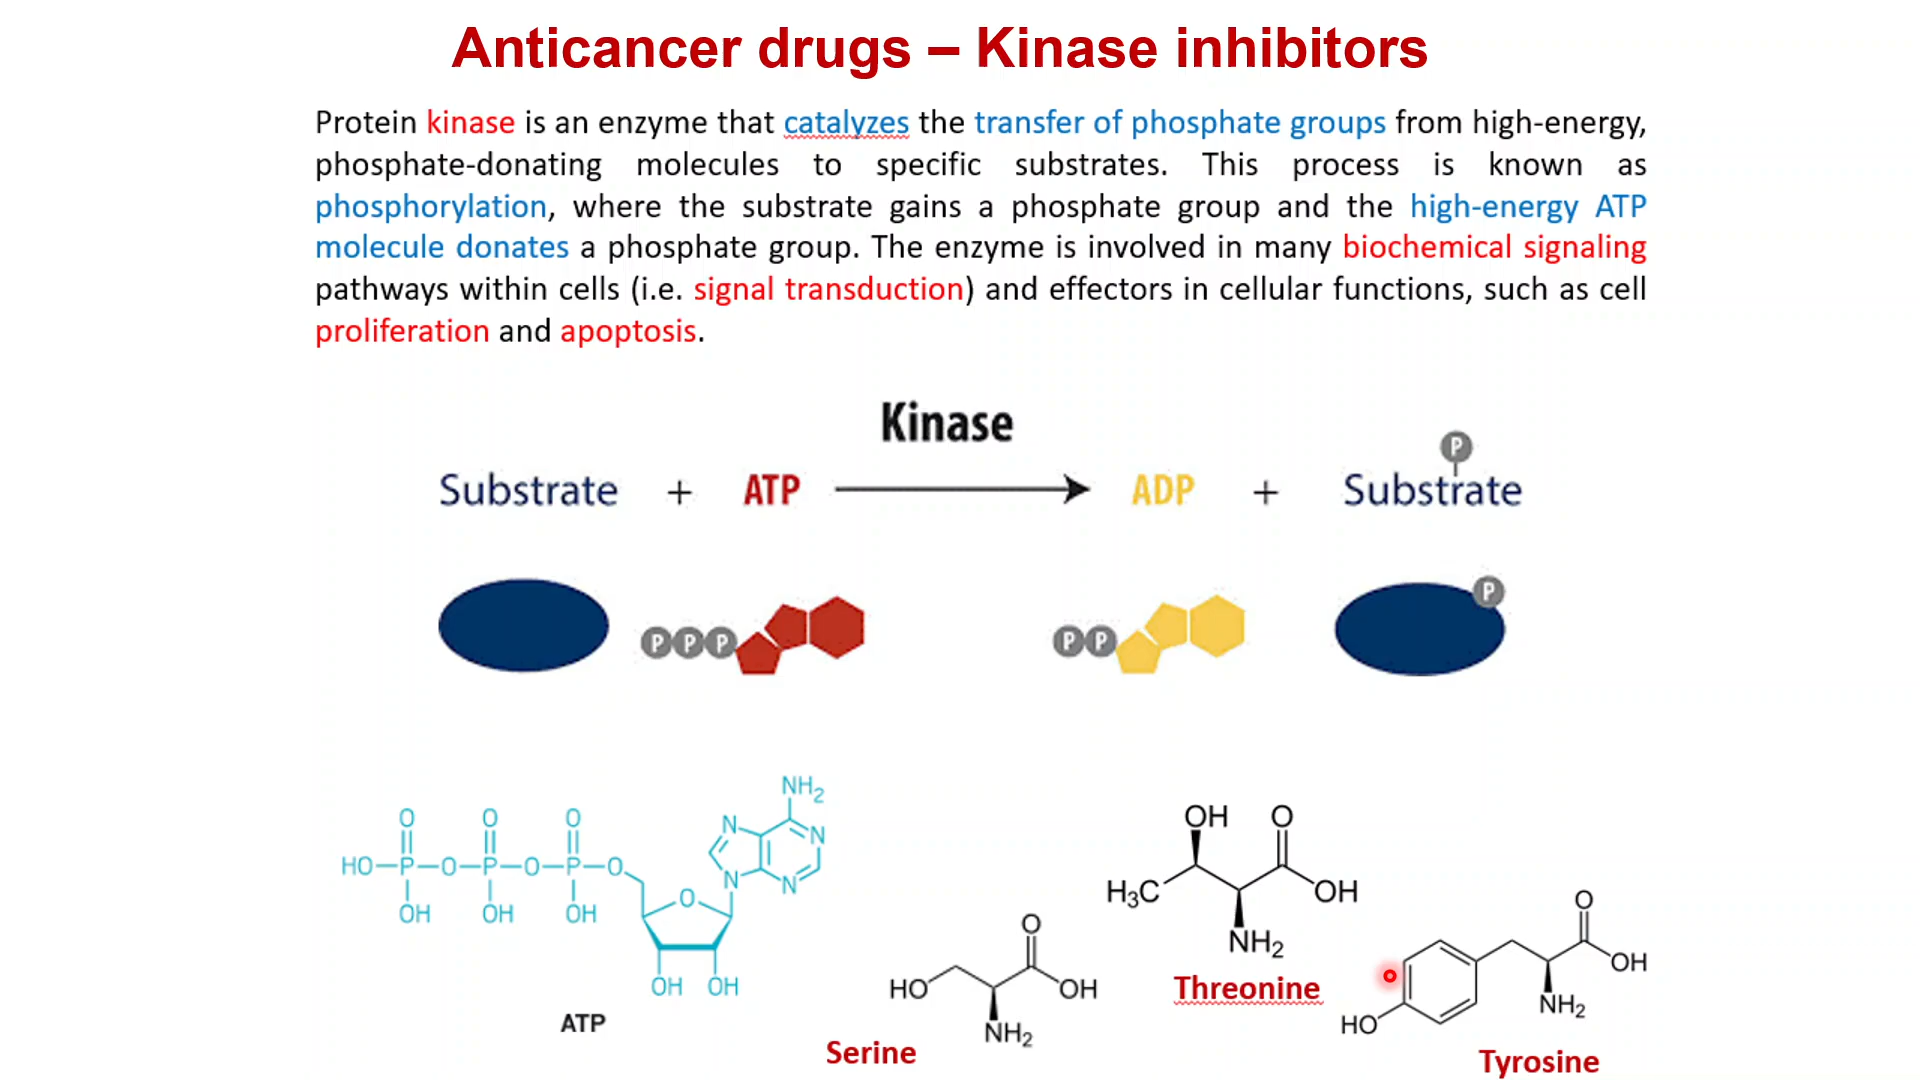 Anticancer drugs – Kinase inhibitors
Protein kinase is an enzyme that catalyzes the transfer of phosphate groups from high-energy,
phosphate-donating molecules to specific substrates. This process is known as
phosphorylation, where the substrate gains a phosphate group and the high-energy ATP
molecule donates a phosphate group. The enzyme is involved in many biochemical signaling
pathways within cells (i.e. signal transduction) and effectors in cellular functions, such as cell
proliferation and apoptosis.
Kinase
P
Substrate + ATP ADP + Substrate
P P P
P P
P
NH2
O O O
N N
HO P O P O P O
N N
OH OH OH
O
OH OH
ATP
O
HO OH
NH2
Serine
OH O
H3C OH
NH2
Threonine
O
OH
NH2
HO
Tyrosine